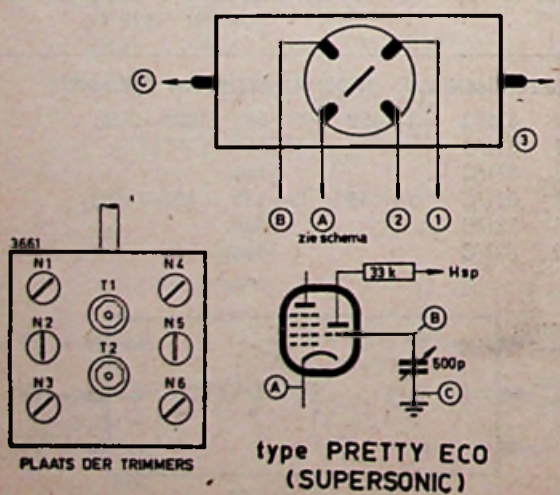 C
3
B A 2 1
zie schema
3661
N1 N4
T1
N2 N5
T2
N3 N6
PLAATS DER TRIMMERS
33 k Hsp
B
500p
A
C
type PRETTY ECO
(SUPERSONIC)